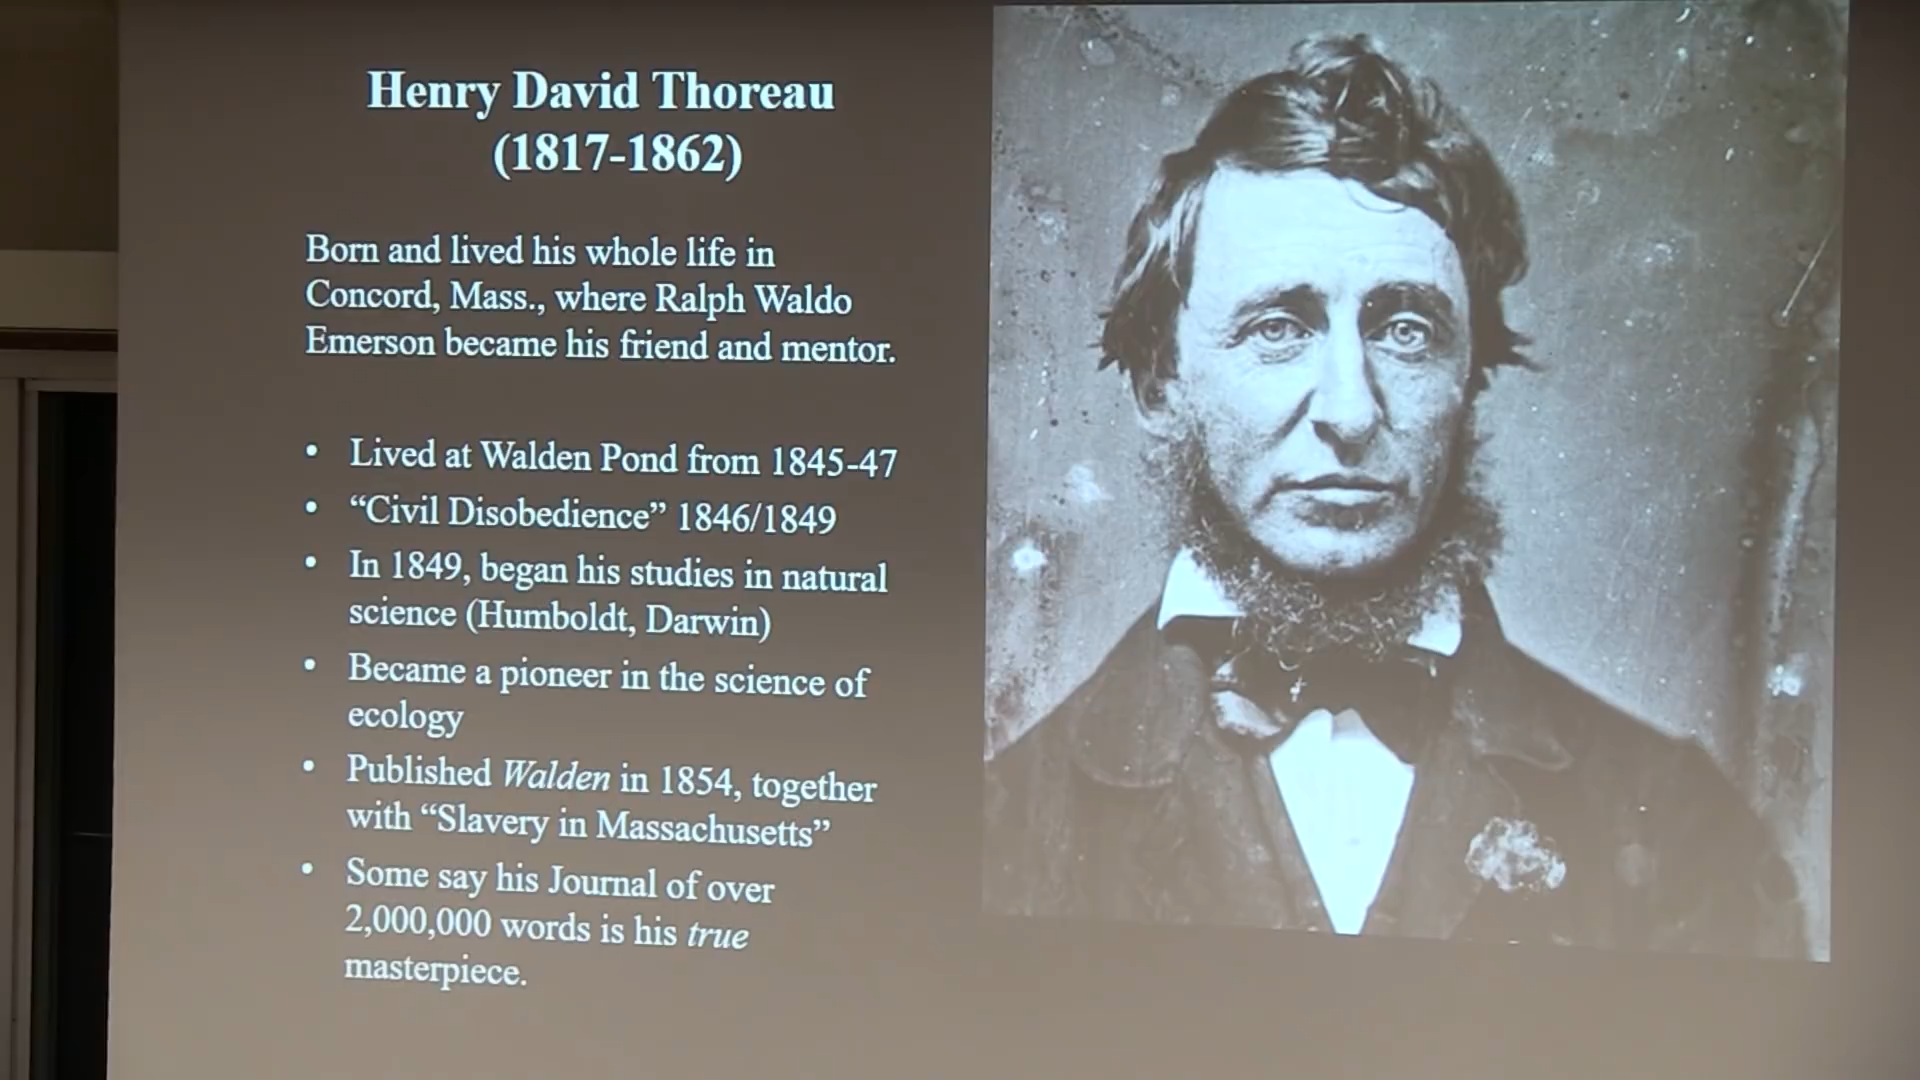 Henry David Thoreau
(1817-1862)
Born and lived his whole life in
Concord, Mass., where Ralph Waldo
Emerson became his friend and mentor.
• Lived at Walden Pond from 1845-47
• “Civil Disobedience” 1846/1849
• In 1849, began his studies in natural
science (Humboldt, Darwin)
• Became a pioneer in the science of
ecology
• Published Walden in 1854, together
with “Slavery in Massachusetts”
• Some say his Journal of over
2,000,000 words is his true
masterpiece.